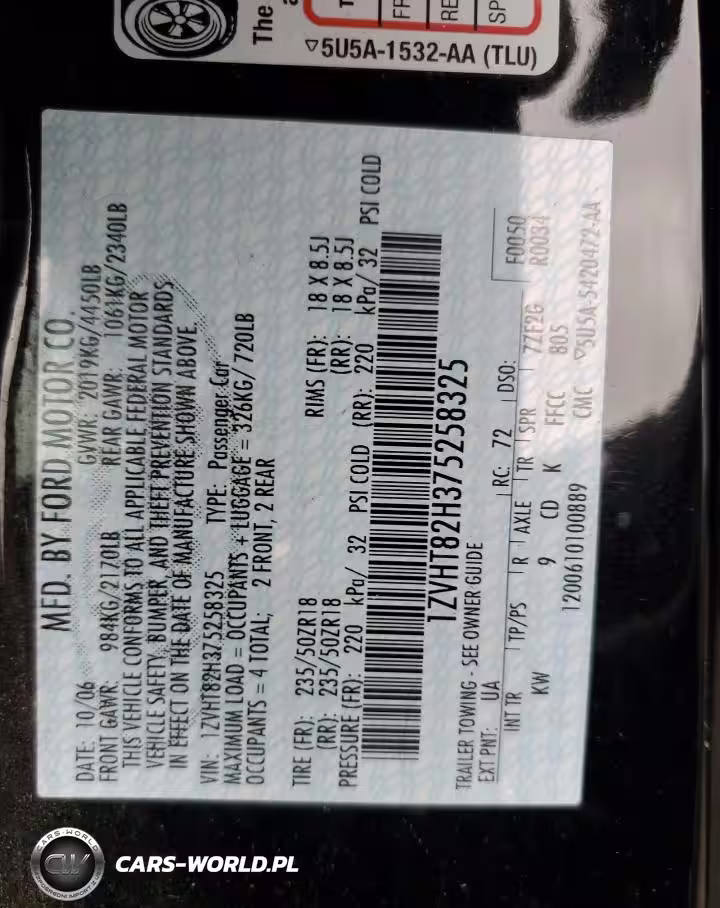 The
▽5U5A-1532-AA (TLU)
MFD. BY FORD MOTOR CO.
DATE: 10/06 GVWR: 2019KG/4450LB
FRONT GAWR: 984KG/2170LB REAR GAWR: 1061KG/2340LB
THIS VEHICLE CONFORMS TO ALL APPLICABLE FEDERAL MOTOR
VEHICLE SAFETY, BUMPER, AND THEFT PREVENTION STANDARDS
IN EFFECT ON THE DATE OF MANUFACTURE SHOWN ABOVE
VIN: 1ZVHT82H375258325 TYPE: Passenger Car
MAXIMUM LOAD = OCCUPANTS + LUGGAGE = 326KG/720LB
OCCUPANTS = 4 TOTAL; 2 FRONT, 2 REAR
TIRE (FR): 235/50ZR18 RIMS (FR): 18 X 8.5J
(RR): 235/50ZR18 (RR): 18 X 8.5J
PRESSURE (FR): 220 kPa/ 32 PSI COLD (RR): 220 kPa/ 32 PSI COLD
1ZVHT82H375258325
TRAILER TOWING - SEE OWNER GUIDE
EXT PNT: UA RC: 72 DSO: F0050
R0034
INT TR TP/PS R AXLE TR SPR 7ZE2G
KW 9 CD K FFCC 805
12006101000889 CMC ▽5U5A-5420472-AA
CARS-WORLD
CW
CARS-WORLD.PL